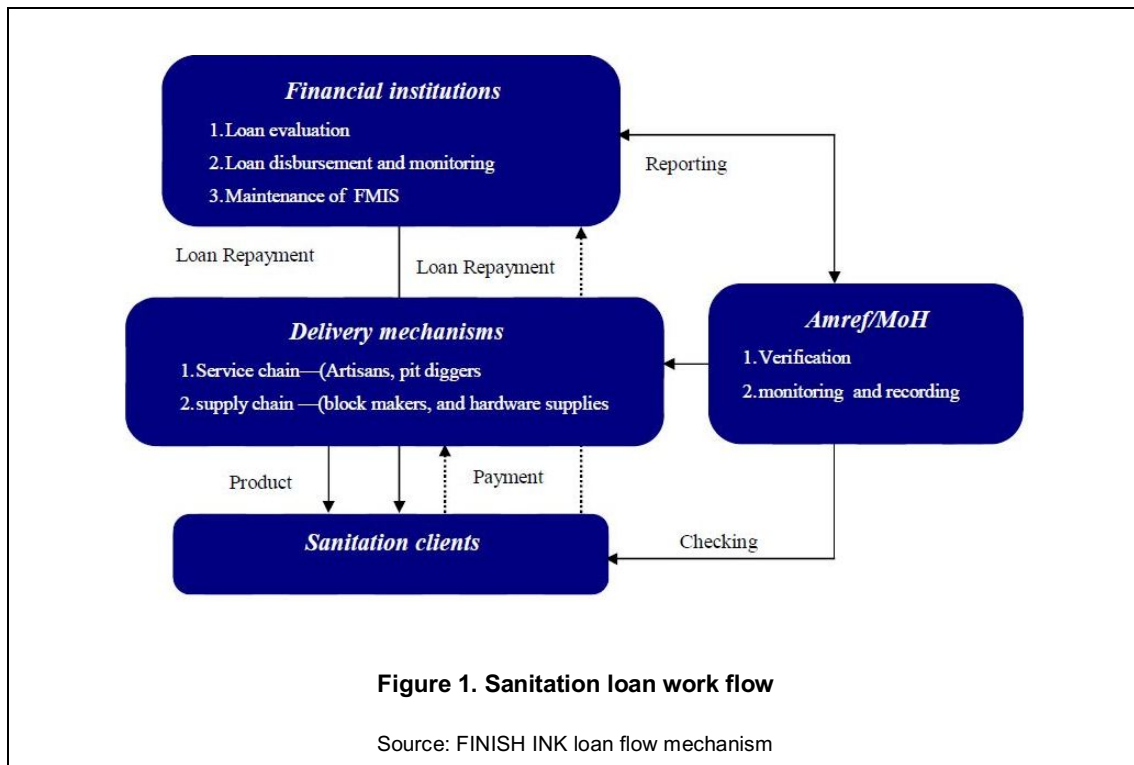 Financial institutions
1.Loan evaluation
2.Loan disbursement and monitoring
3.Maintenance of FMIS
Reporting
Loan Repayment
Loan Repayment
Delivery mechanisms
1.Service chain—(Artisans, pit diggers
2.supply chain —(block makers, and hardware supplies
Amref/MoH
1.Verification
2.monitoring and recording
Product
Payment
Sanitation clients
Checking
Figure 1. Sanitation loan work flow
Source: FINISH INK loan flow mechanism